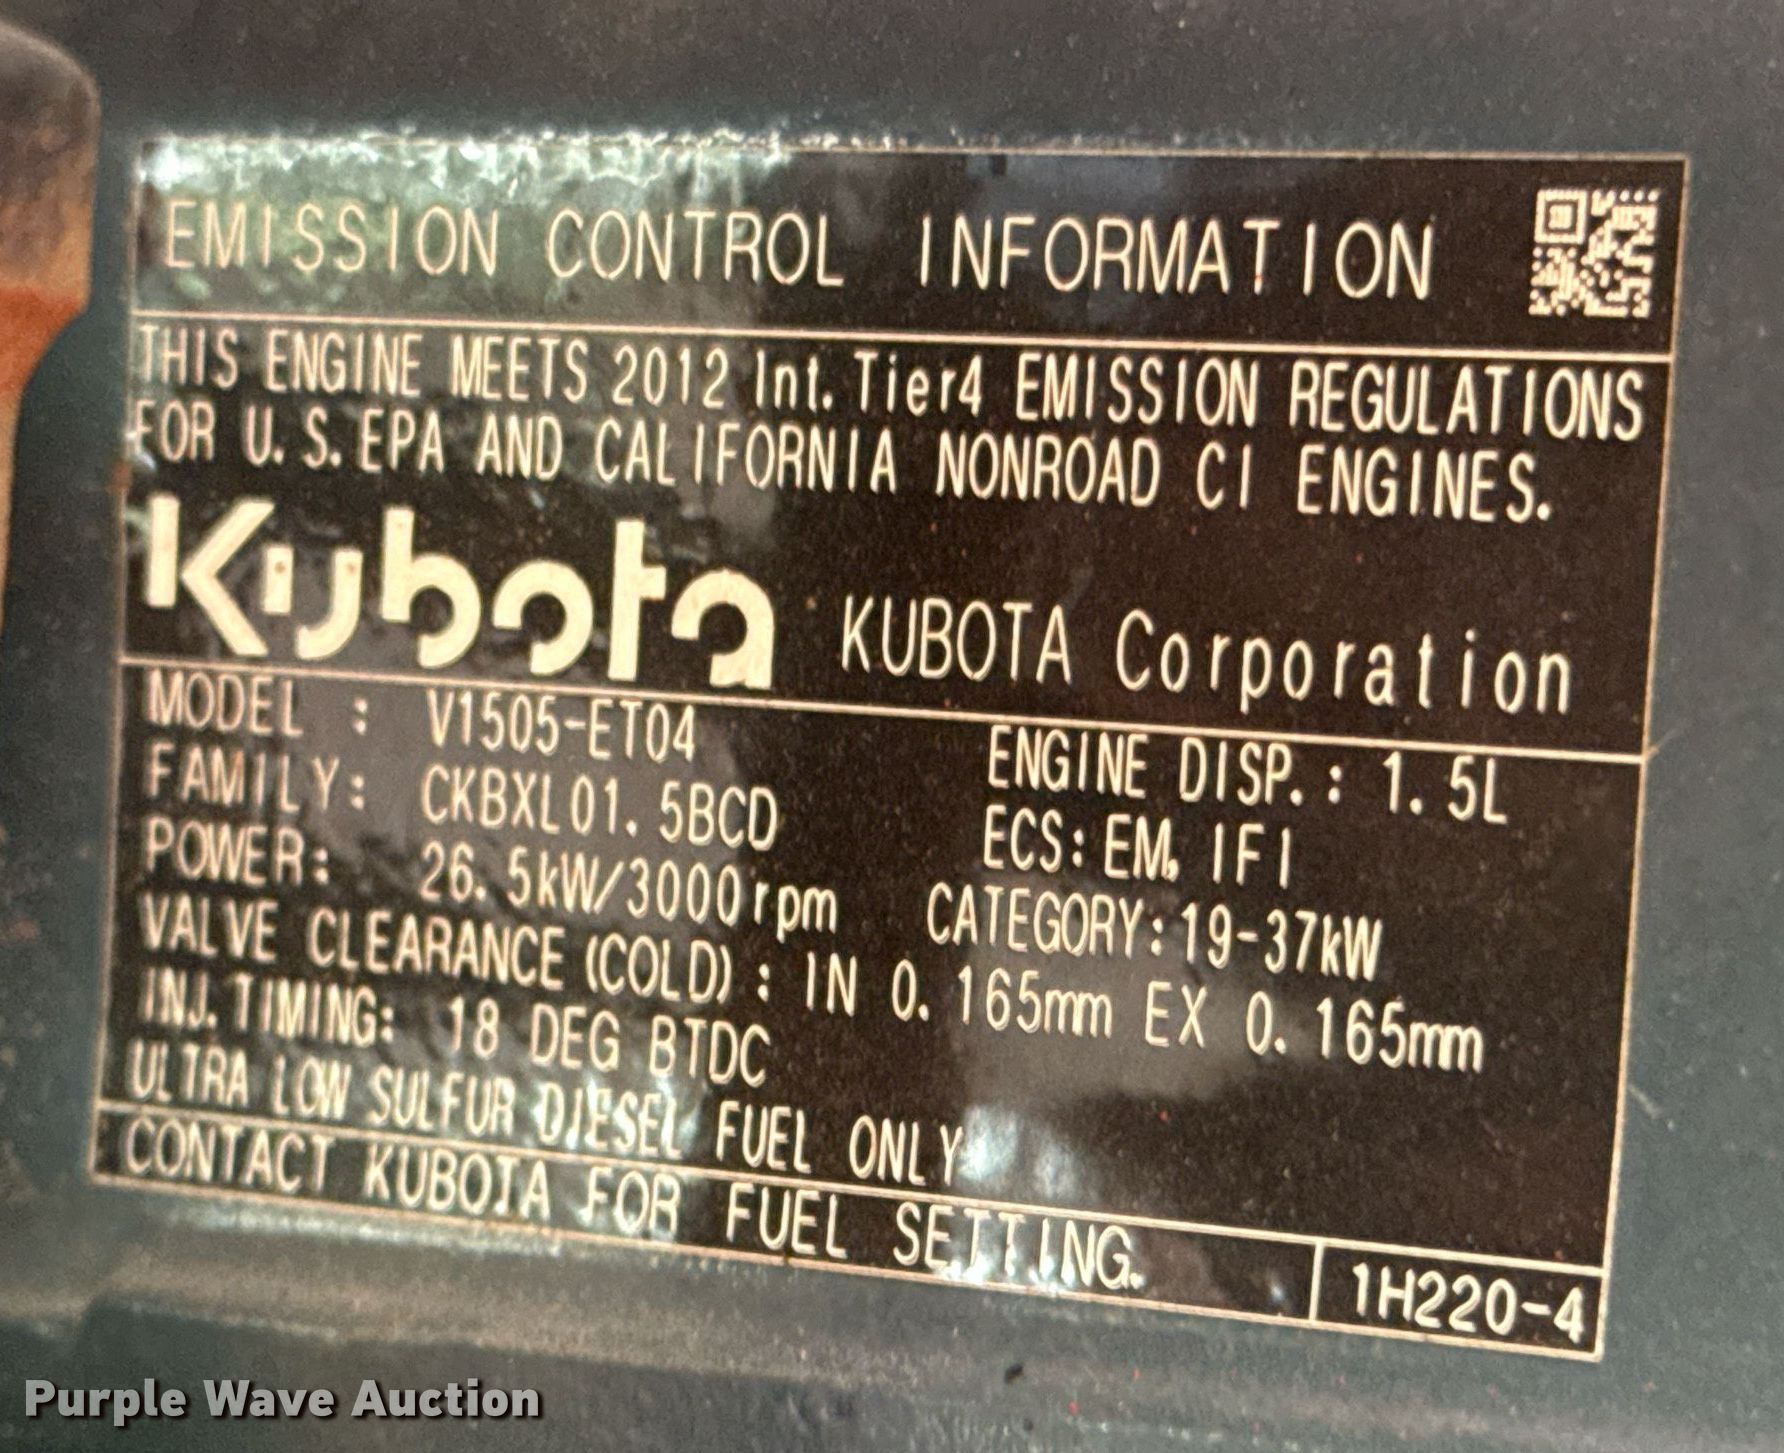 EMISSION CONTROL INFORMATION
THIS ENGINE MEETS 2012 Int. Tier4 EMISSION REGULATIONS
FOR U.S. EPA AND CALIFORNIA NONROAD CI ENGINES.
Kubota KUBOTA Corporation
MODEL : V1505-ET04 ENGINE DISP. : 1.5L
FAMILY: CKBXL01.5BCD ECS: EM, IFI
POWER: 26.5kW/3000rpm CATEGORY: 19-37kW
VALVE CLEARANCE (COLD) : IN 0.165mm EX 0.165mm
INJ. TIMING: 18 DEG BTDC
ULTRA LOW SULFUR DIESEL FUEL ONLY
CONTACT KUBOTA FOR FUEL SETTING. 1H220-4
Purple Wave Auction